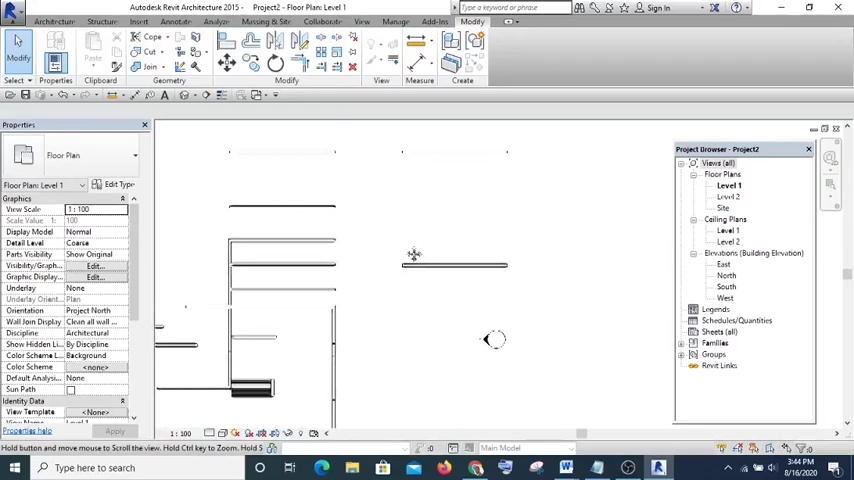 Autodesk Revit Architecture 2015 - Project2 - Floor Plan: Level 1
Type a keyword or phrase
Sign In
Architecture Structure Insert Annotate Analyze Massing & Site Collaborate View Manage Add-Ins Modify
Modify
Select
Properties
Paste
Clipboard
Cope
Cut
Join
Geometry
Modify
View
Measure
Create
Properties
Floor Plan
Floor Plan: Level 1
Edit Type
Graphics
View Scale 1 : 100
Scale Value 1: 100
Display Model Normal
Detail Level Coarse
Parts Visibility Show Original
Visibility/Graph... Edit...
Graphic Display... Edit...
Underlay None
Underlay Orient... Plan
Orientation Project North
Wall Join Display Clean all wall ...
Discipline Architectural
Show Hidden Li... By Discipline
Color Scheme L... Background
Color Scheme <none>
Default Analysi... None
Sun Path
Identity Data
View Template <None>
View Name Level 1
Properties help
Apply
Project Browser - Project2
Views (all)
Floor Plans
Level 1
Level 2
Site
Ceiling Plans
Level 1
Level 2
Elevations (Building Elevation)
East
North
South
West
Legends
Schedules/Quantities
Sheets (all)
Families
Groups
Revit Links
1 : 100
Hold button and move mouse to Scroll the view. Hold Ctrl key to Zoom. Hold S
:0
Main Model
:0
Type here to search
3:44 PM
8/16/2020